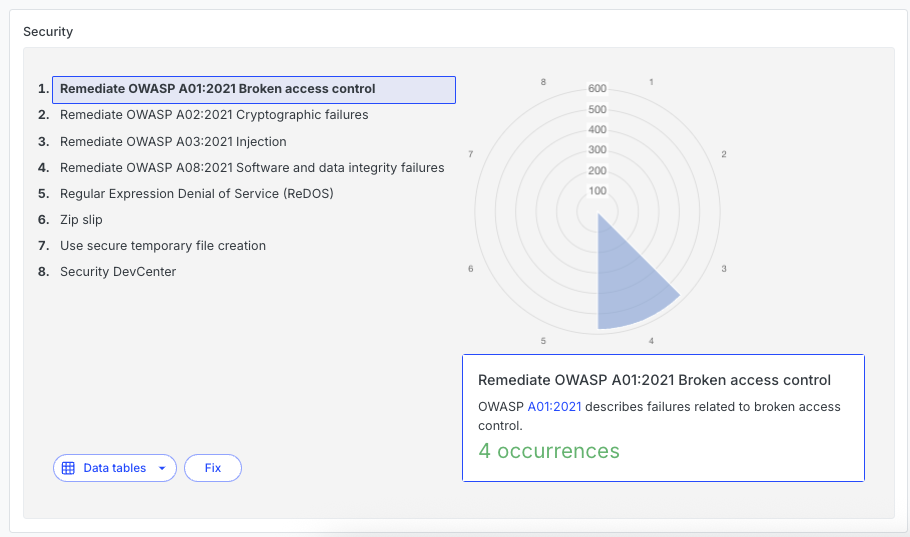 Security
1. Remediate OWASP A01:2021 Broken access control
2. Remediate OWASP A02:2021 Cryptographic failures
3. Remediate OWASP A03:2021 Injection
4. Remediate OWASP A08:2021 Software and data integrity failures
5. Regular Expression Denial of Service (ReDOS)
6. Zip slip
7. Use secure temporary file creation
8. Security DevCenter
8 1
600
500
400
7 2
300
200
100
6 3
5 4
Remediate OWASP A01:2021 Broken access control
OWASP A01:2021 describes failures related to broken access
control.
4 occurrences
Data tables Fix